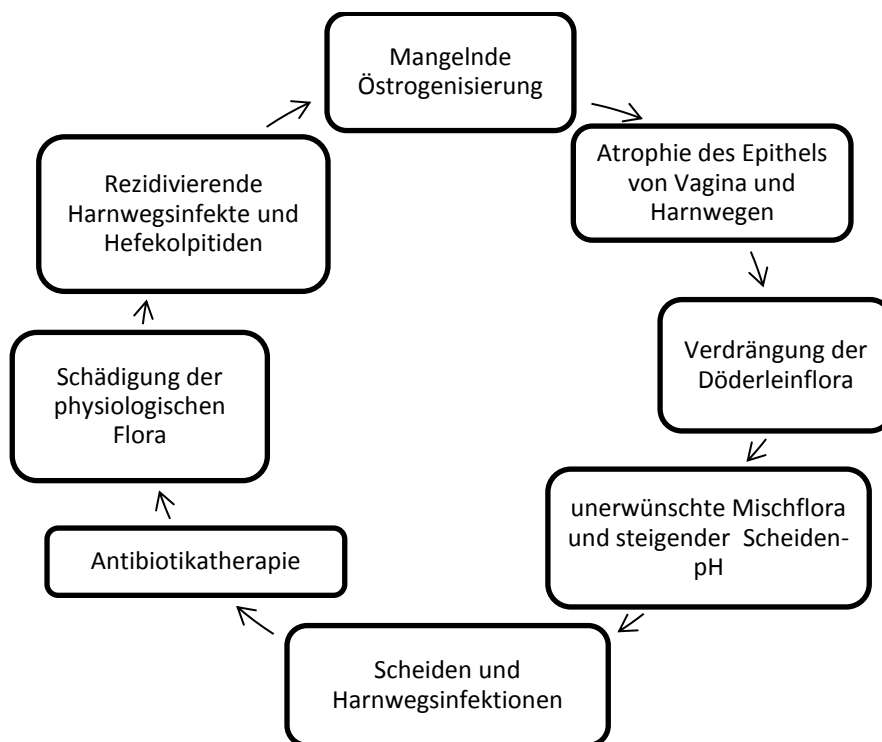 Mangelnde
Östrogenisierung
Atrophie des Epithels
von Vagina und
Harnwegen
Verdrängung der
Döderleinflora
unerwünschte Mischflora
und steigender Scheiden-
pH
Scheiden und
Harnwegsinfektionen
Antibiotikatherapie
Schädigung der
physiologischen
Flora
Rezidivierende
Harnwegsinfekte und
Hefekolpitiden